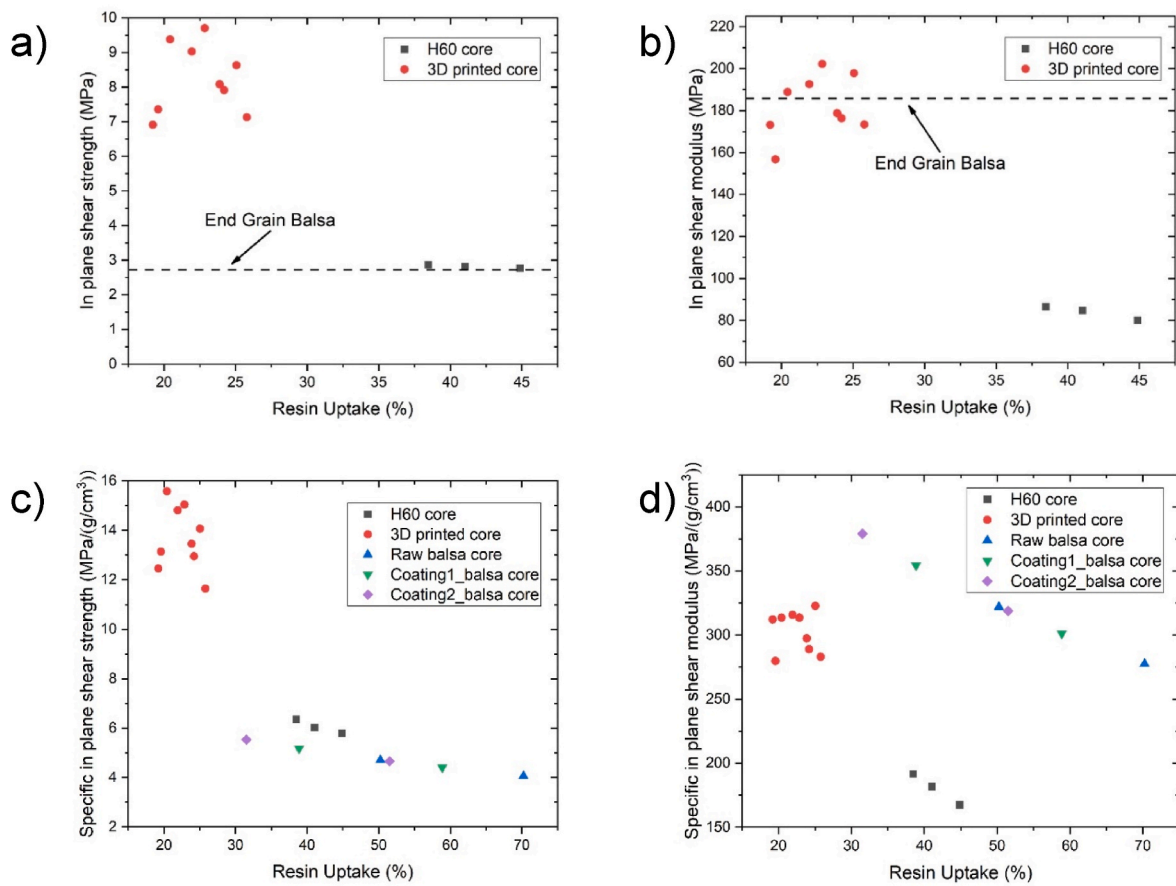 a)
10
9
8
7
6
5
4
3
2
1
0
In plane shear strength (MPa)
H60 core
3D printed core
End Grain Balsa
20 25 30 35 40 45
Resin Uptake (%)
b)
220
200
180
160
140
120
100
80
60
In plane shear modulus (MPa)
H60 core
3D printed core
End Grain Balsa
20 25 30 35 40 45
Resin Uptake (%)
c)
16
14
12
10
8
6
4
2
Specific in plane shear strength (MPa/(g/cm³))
H60 core
3D printed core
Raw balsa core
Coating1_balsa core
Coating2_balsa core
20 30 40 50 60 70
Resin Uptake (%)
d)
400
350
300
250
200
150
Specific in plane shear modulus (MPa/(g/cm³))
H60 core
3D printed core
Raw balsa core
Coating1_balsa core
Coating2_balsa core
20 30 40 50 60 70
Resin Uptake (%)